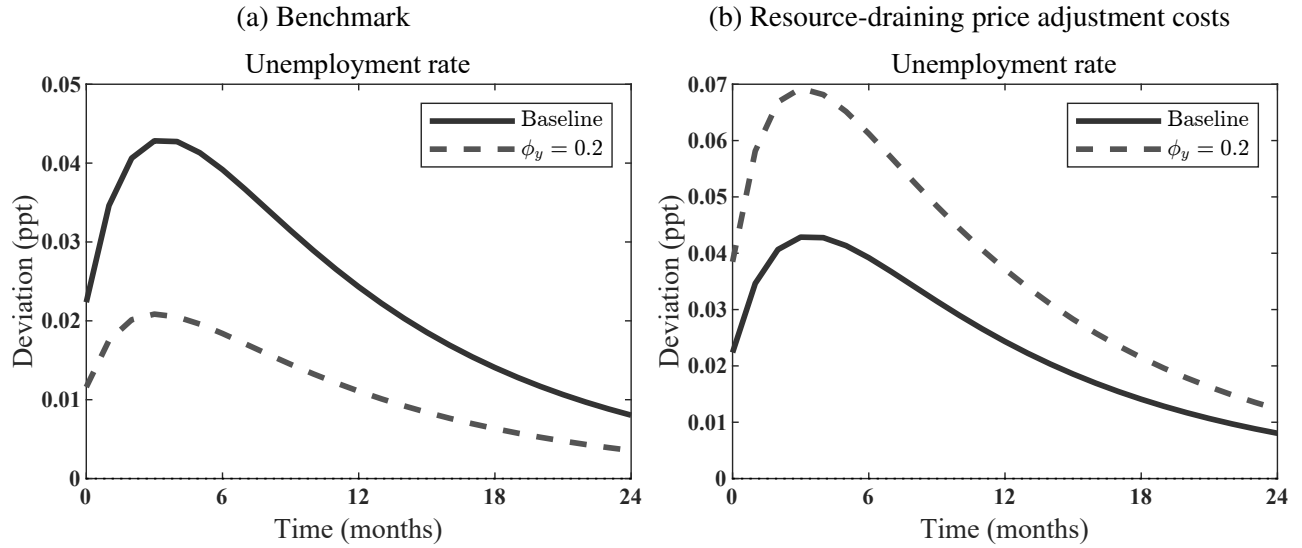 (a) Benchmark
Unemployment rate
0.05
0.04
0.03
0.02
0.01
0
Deviation (ppt)
Baseline
ϕ_y = 0.2
0 6 12 18 24
Time (months)
(b) Resource-draining price adjustment costs
Unemployment rate
0.07
0.06
0.05
0.04
0.03
0.02
0.01
0
Deviation (ppt)
Baseline
ϕ_y = 0.2
0 6 12 18 24
Time (months)